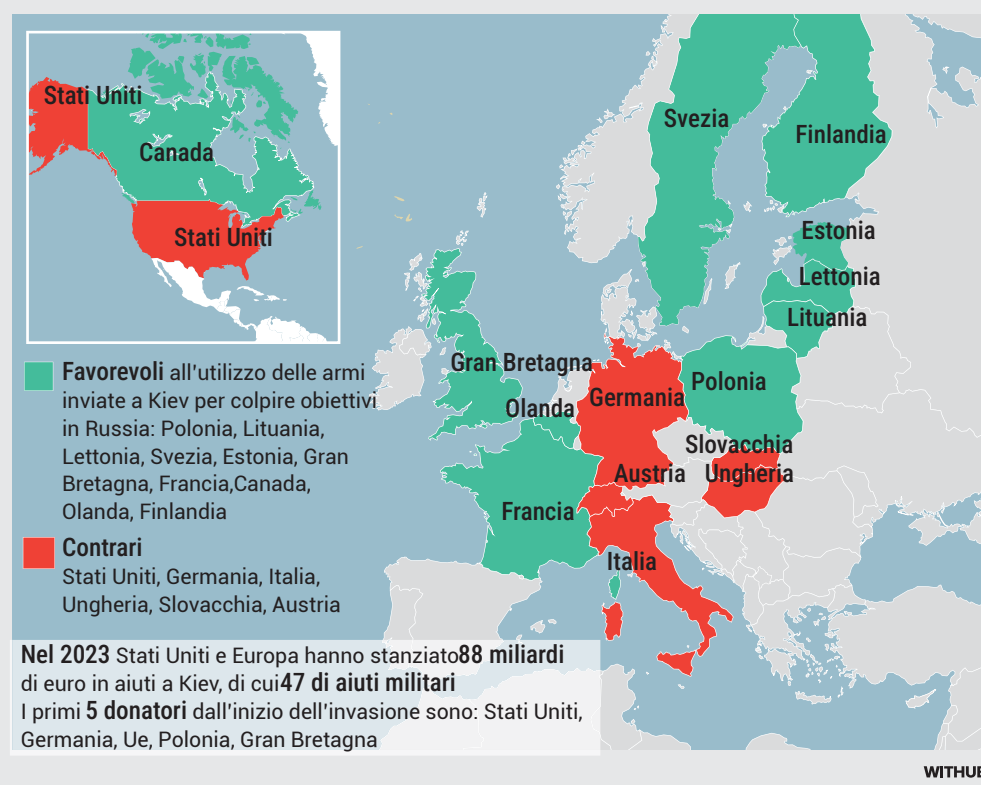 Stati Uniti
Canada
Stati Uniti
Svezia
Finlandia
Estonia
Lettonia
Lituania
Gran Bretagna
Olanda
Germania
Polonia
Slovacchia
Austria
Ungheria
Francia
Italia
Favorevoli all'utilizzo delle armi
inviate a Kiev per colpire obiettivi
in Russia: Polonia, Lituania,
Lettonia, Svezia, Estonia, Gran
Bretagna, Francia,Canada,
Olanda, Finlandia
Contrari
Stati Uniti, Germania, Italia,
Ungheria, Slovacchia, Austria
Nel 2023 Stati Uniti e Europa hanno stanziato88 miliardi
di euro in aiuti a Kiev, di cui47 di aiuti militari
I primi 5 donatori dall'inizio dell'invasione sono: Stati Uniti,
Germania, Ue, Polonia, Gran Bretagna
WITHUB